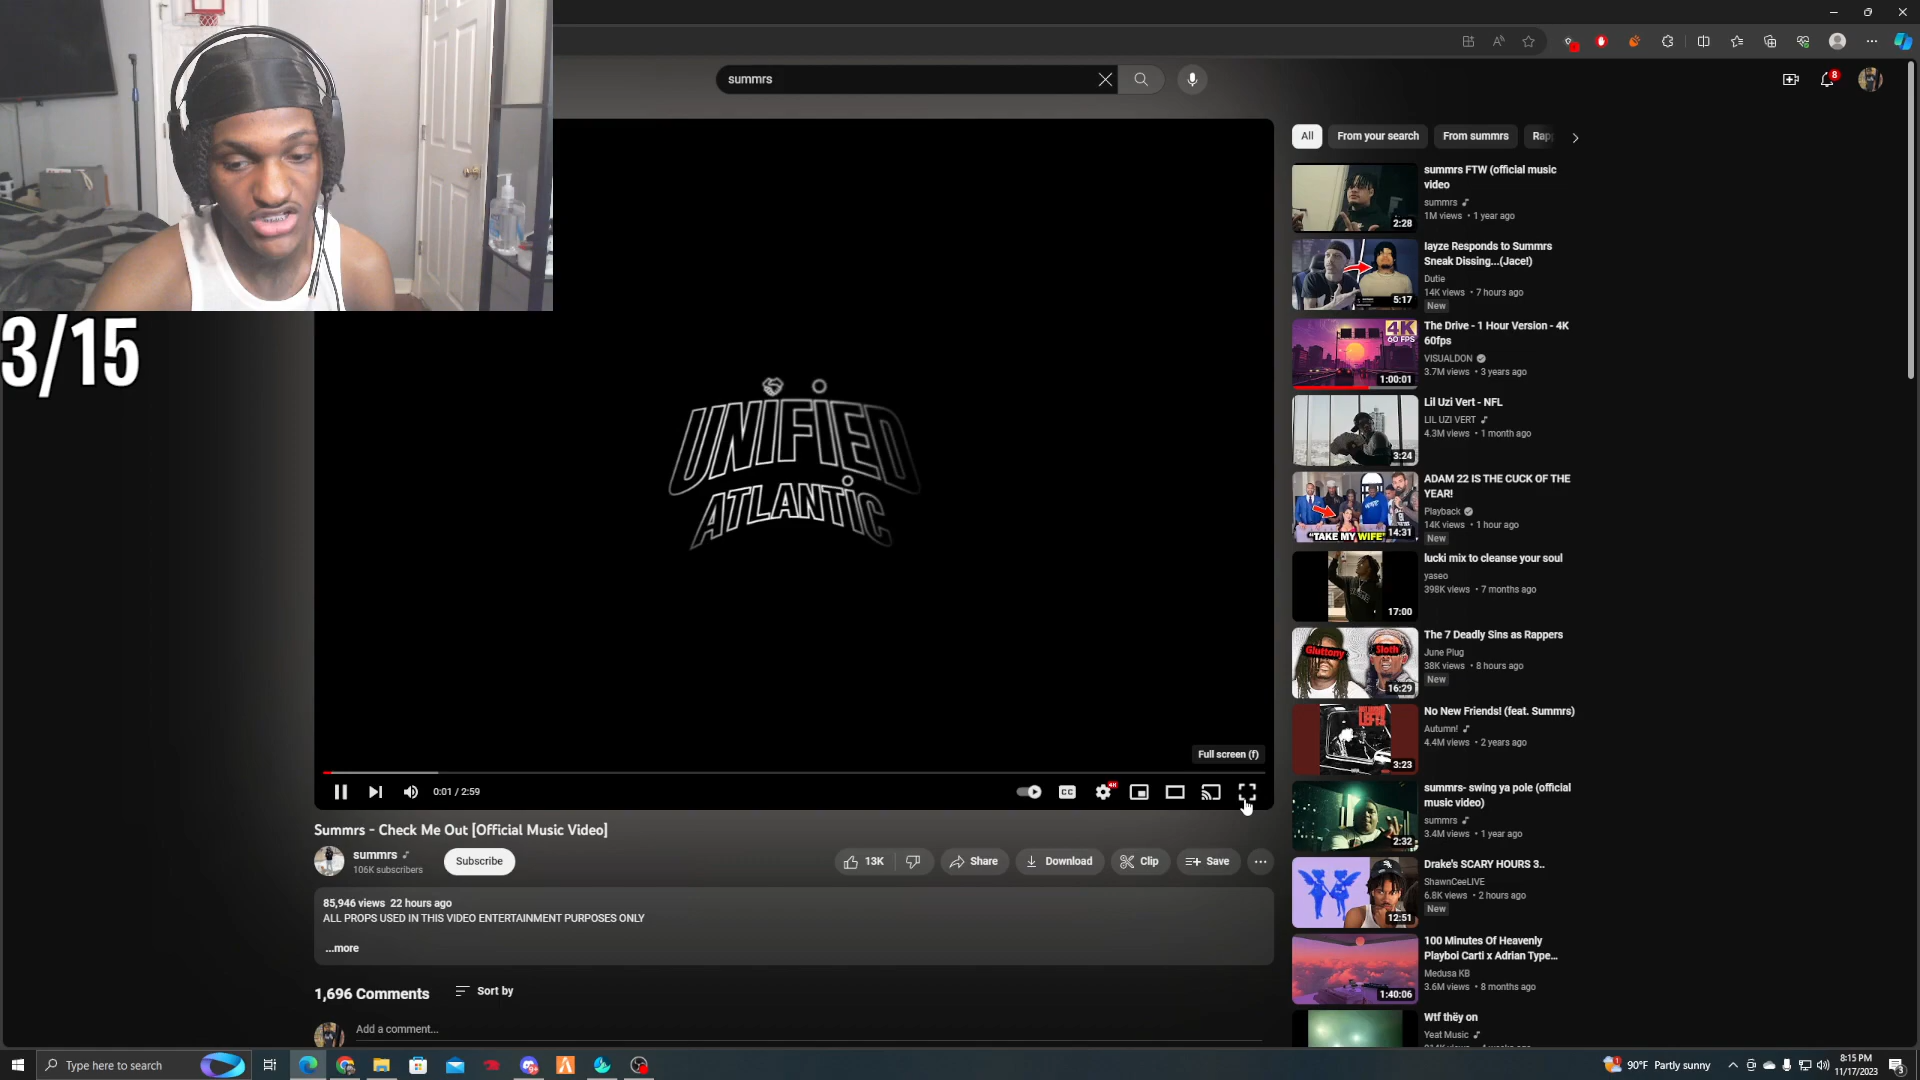 summrs
8
3/15
UNiFiED
ATLANTiC
Full screen (f)
0:01 / 2:59
CC
Summrs - Check Me Out [Official Music Video]
summrs
106K subscribers
Subscribe
13K
Share
Download
Clip
Save
85,946 views 22 hours ago
ALL PROPS USED IN THIS VIDEO ENTERTAINMENT PURPOSES ONLY
...more
1,696 Comments
Sort by
Add a comment...
All
From your search
From summrs
summrs FTW (official music
video
summrs
1M views • 1 year ago
2:28
layze Responds to Summrs
Sneak Dissing...(Jace!)
Dutie
14K views • 7 hours ago
New
5:17
The Drive - 1 Hour Version - 4K
60fps
VISUALDON
3.7M views • 3 years ago
4K
60 FPS
1:00:01
Lil Uzi Vert - NFL
LIL UZI VERT
4.3M views • 1 month ago
3:24
ADAM 22 IS THE CUCK OF THE
YEAR!
Playback
14K views • 1 hour ago
New
"TAKE MY WIFE"
14:31
lucki mix to cleanse your soul
yaseo
398K views • 7 months ago
17:00
The 7 Deadly Sins as Rappers
June Plug
38K views • 8 hours ago
New
Gluttony
Sloth
16:29
No New Friends! (feat. Summrs)
Autumn!
4.4M views • 2 years ago
3:23
summrs- swing ya pole (official
music video)
summrs
3.4M views • 1 year ago
2:32
Drake's SCARY HOURS 3..
ShawnCeeLIVE
6.8K views • 2 hours ago
New
12:51
100 Minutes Of Heavenly
Playboi Carti x Adrian Type...
Medusa KB
3.6M views • 8 months ago
1:40:06
Wtf thëy on
Yeat Music
Type here to search
90°F Partly sunny
8:15 PM
11/17/2023
3